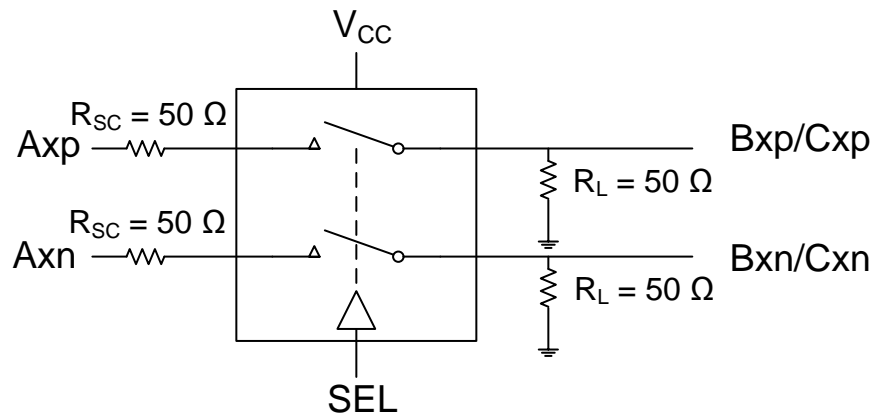 VCC
RSC = 50 Ω
Axp
Bxp/Cxp
RL = 50 Ω
RSC = 50 Ω
Axn
Bxn/Cxn
RL = 50 Ω
SEL